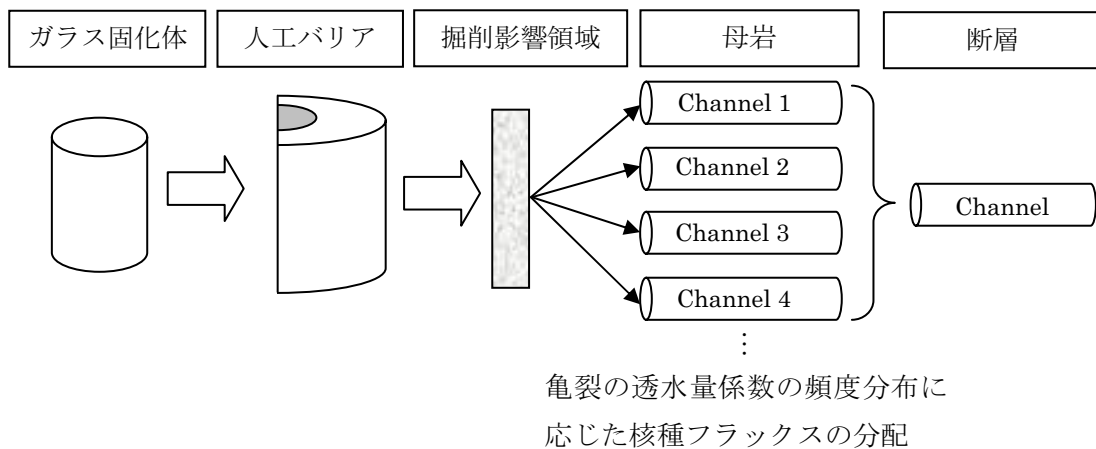 ガラス固化体
人工バリア
掘削影響領域
母岩
断層
Channel 1
Channel 2
Channel 3
Channel 4
Channel
⋮
亀裂の透水量係数の頻度分布に
応じた核種フラックスの分配